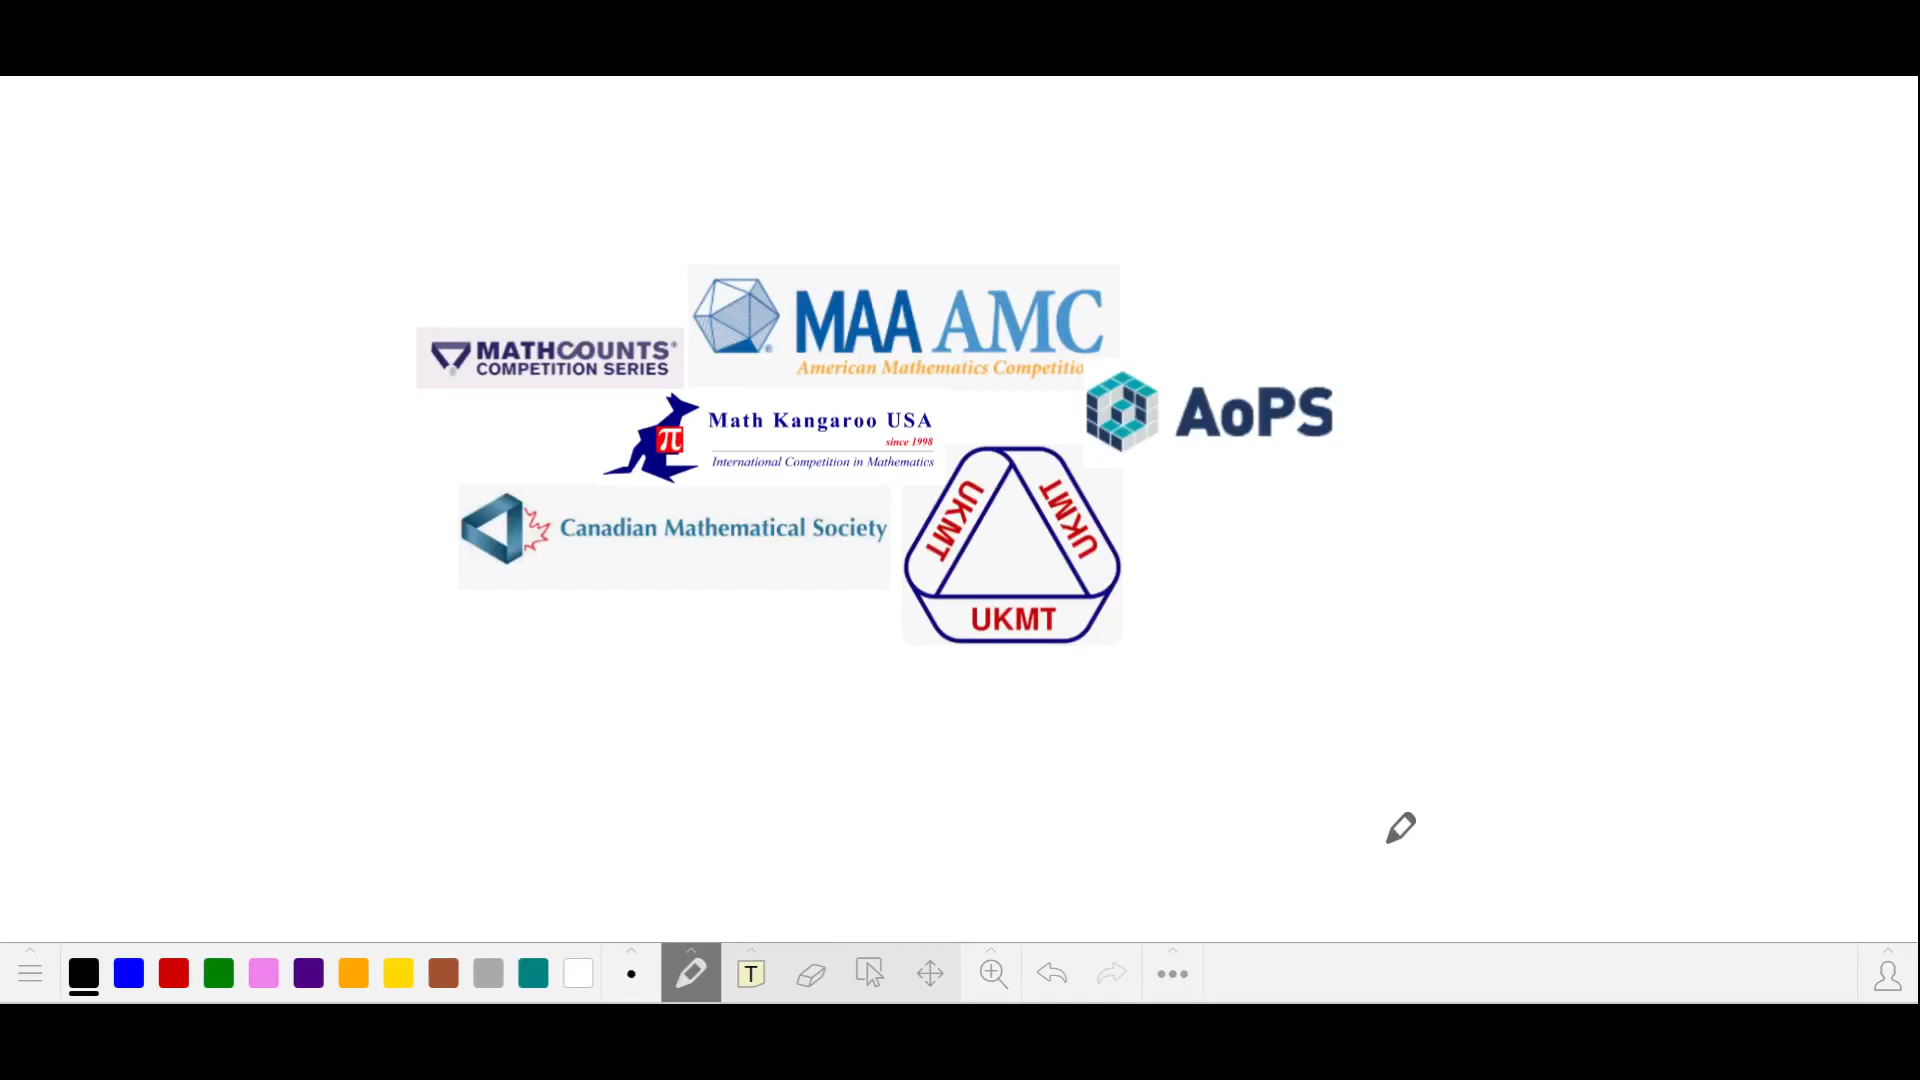 MAA AMC
American Mathematics Competitio
MATHCOUNTS®
COMPETITION SERIES
AoPS
Math Kangaroo USA
since 1998
International Competition in Mathematics
π
Canadian Mathematical Society
UKMT
UKMT
UKMT
T